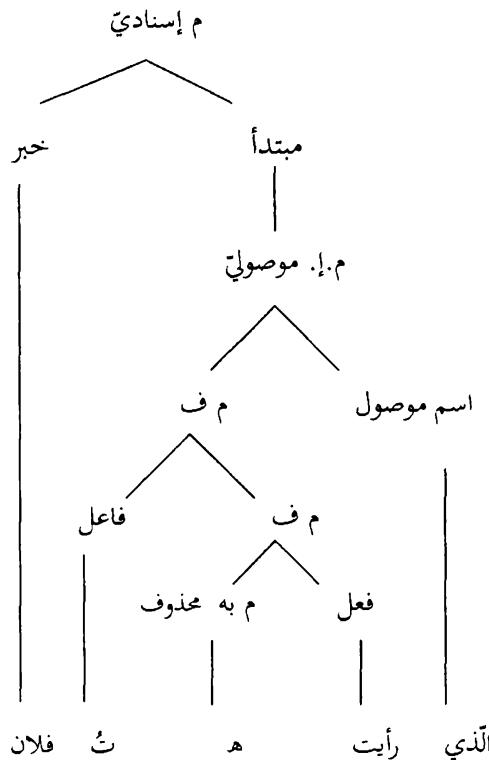 م إسناديّ
مبتدأ خبر
م.إ. موصوليّ
اسم موصول م ف
م ف فاعل
فعل م به محذوف
الّذي رأيت ه تُ فلان